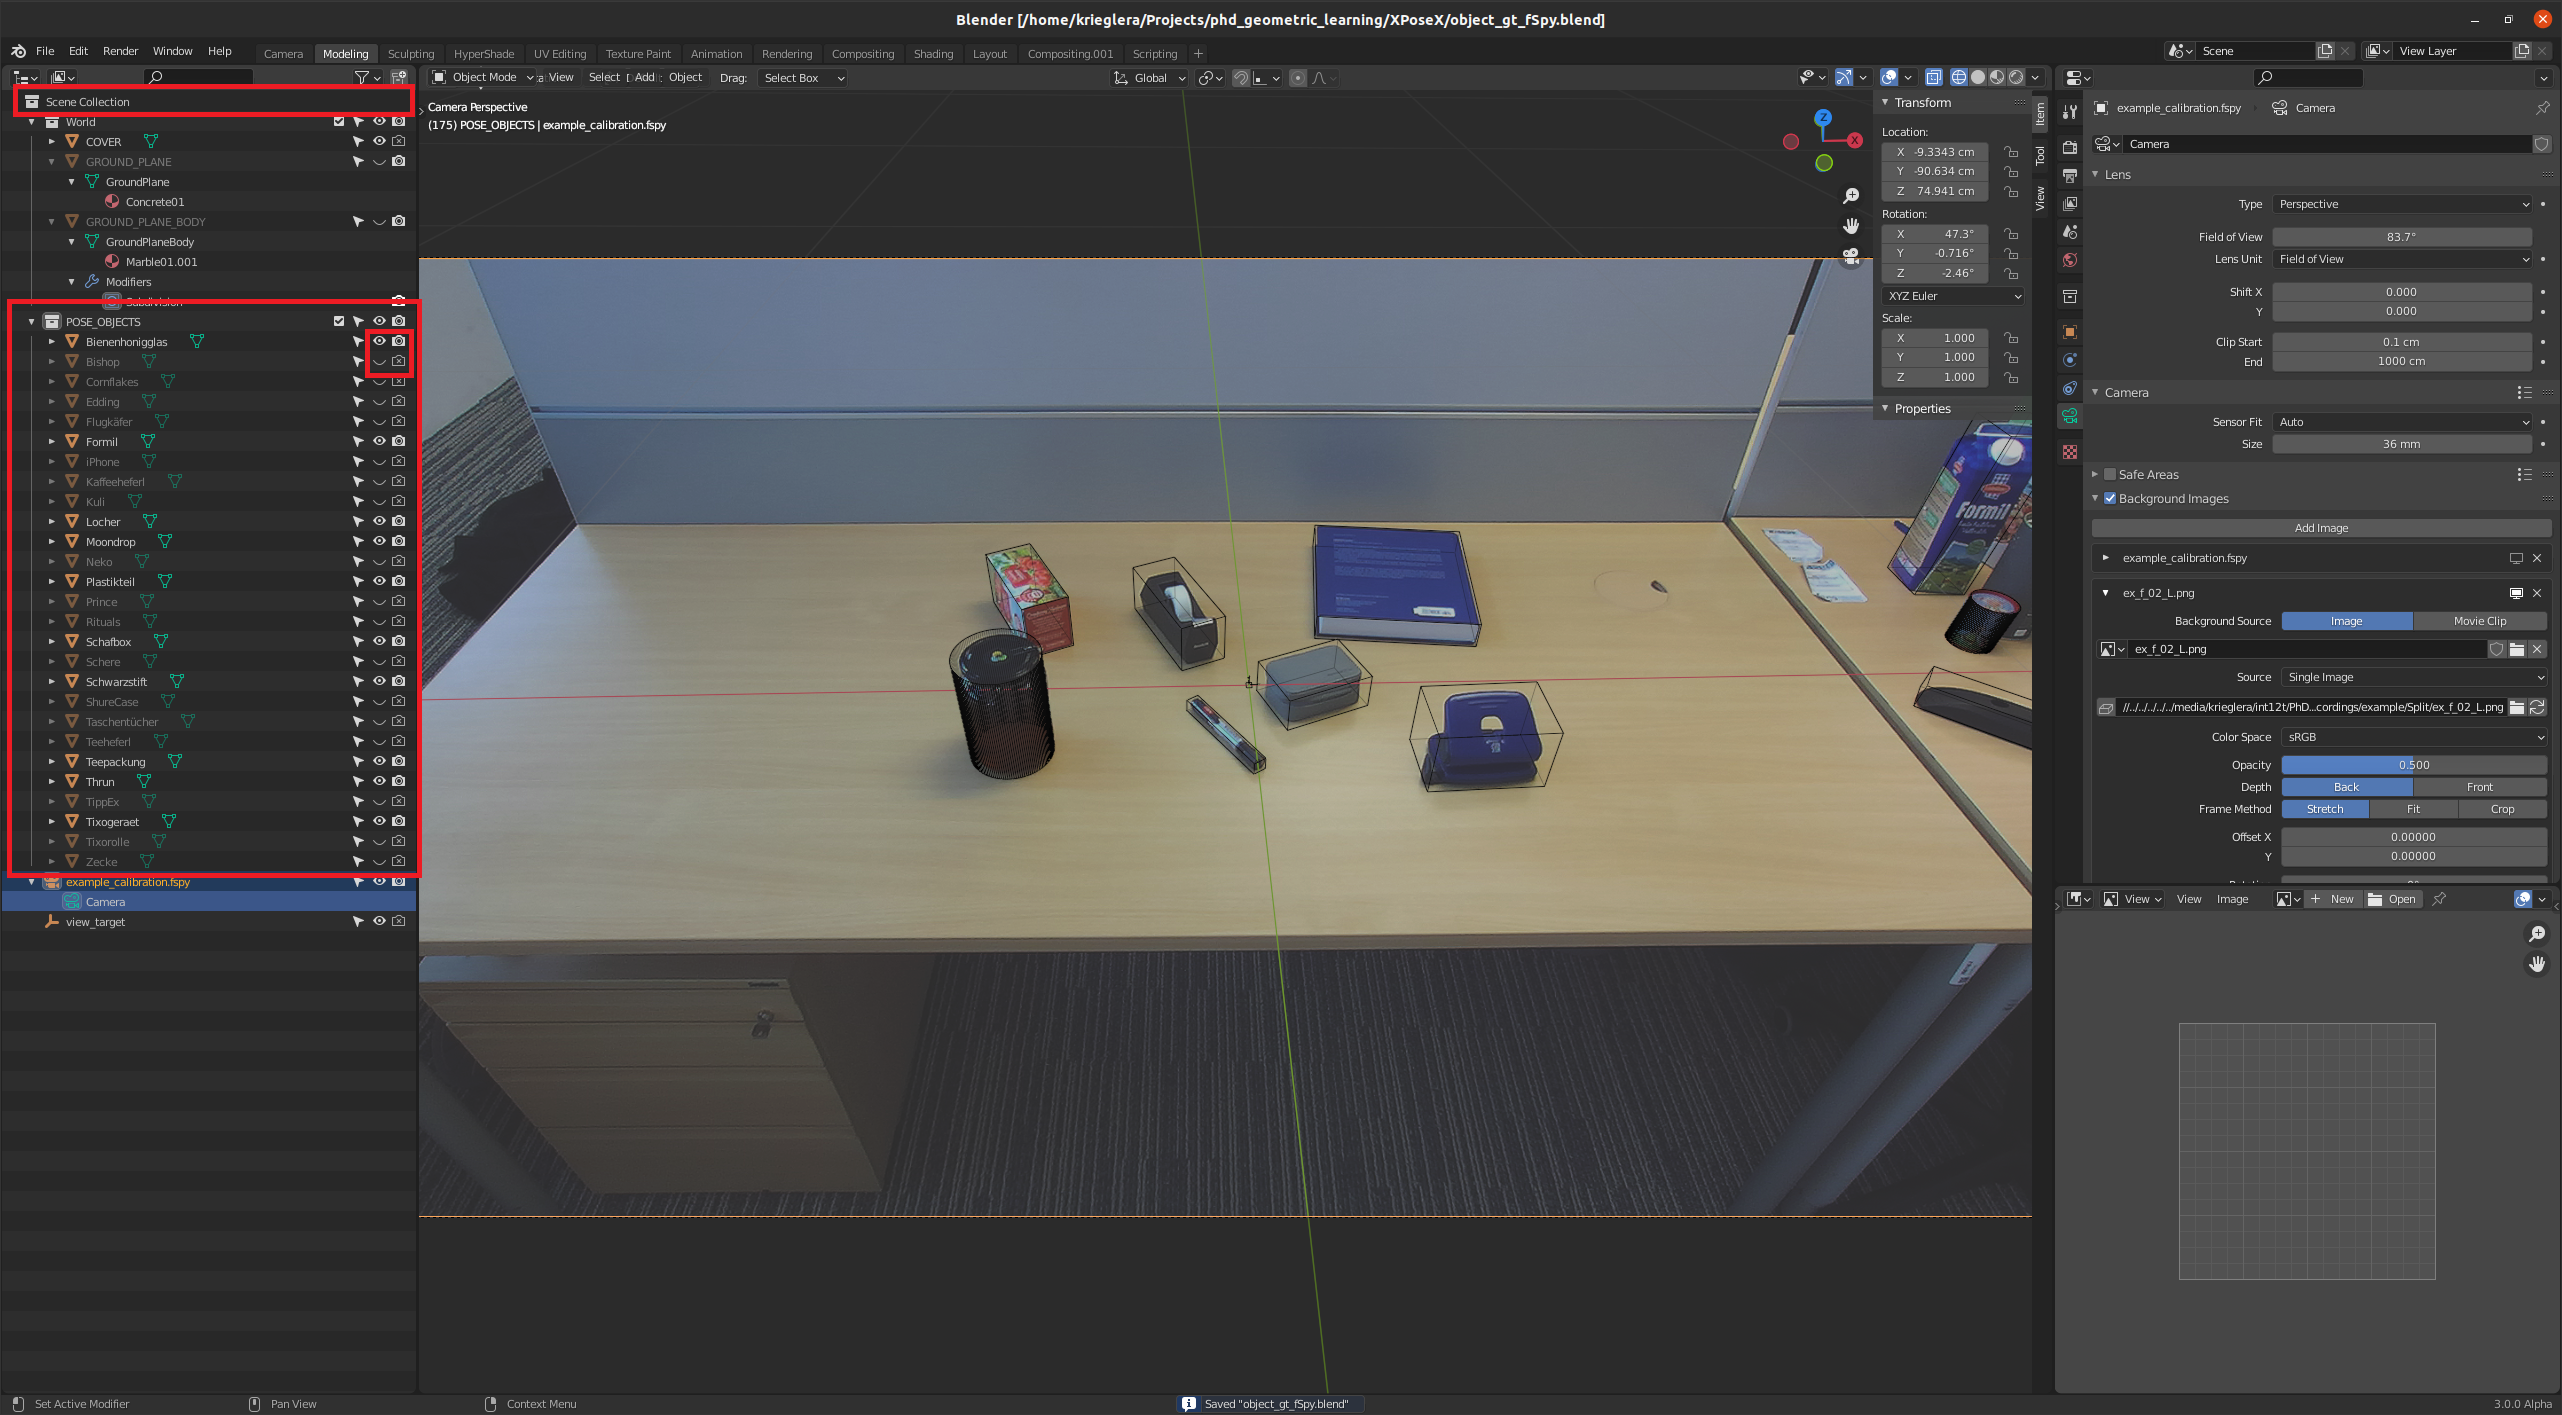 Blender [/home/krieglera/Projects/phd_geometric_learning/XPoseX/object_gt_fSpy.blend]
File Edit Render Window Help
Camera Modeling Sculpting HyperShade UV Editing Texture Paint Animation Rendering Compositing Shading Layout Compositing.001 Scripting +
Scene
View Layer
Object Mode View Select Add Object Drag: Select Box
Global
Scene Collection
World
COVER
GROUND_PLANE
GroundPlane
Concrete01
GROUND_PLANE_BODY
GroundPlaneBody
Marble01.001
Modifiers
Subdivision
POSE_OBJECTS
Bienenhonigglas
Bishop
Cornflakes
Edding
Flugkäfer
Formil
iPhone
Kaffeeheferl
Kuli
Locher
Moondrop
Neko
Plastikteil
Prince
Rituals
Schafbox
Schere
Schwarzstift
ShureCase
Taschentücher
Teeheferl
Teepackung
Thrun
TippEx
Tixogeraet
Tixorolle
Zecke
example_calibration.fspy
Camera
view_target
Camera Perspective
(175) POSE_OBJECTS | example_calibration.fspy
Z
X
Formil
Transform
Location:
X -9.3343 cm
Y -90.634 cm
Z 74.941 cm
Rotation:
X 47.3°
Y -0.716°
Z -2.46°
XYZ Euler
Scale:
X 1.000
Y 1.000
Z 1.000
Properties
Item
Tool
View
example_calibration.fspy Camera
Camera
Lens
Type Perspective
Field of View 83.7°
Lens Unit Field of View
Shift X 0.000
Y 0.000
Clip Start 0.1 cm
End 1000 cm
Camera
Sensor Fit Auto
Size 36 mm
Safe Areas
Background Images
Add Image
example_calibration.fspy
ex_f_02_L.png
Background Source Image Movie Clip
ex_f_02_L.png
Source Single Image
//../../../../../media/krieglera/int12t/PhD...cordings/example/Split/ex_f_02_L.png
Color Space sRGB
Opacity 0.500
Depth Back Front
Frame Method Stretch Fit Crop
Offset X 0.00000
Y 0.00000
View View Image + New Open
Set Active Modifier Pan View Context Menu
Saved "object_gt_fSpy.blend"
3.0.0 Alpha